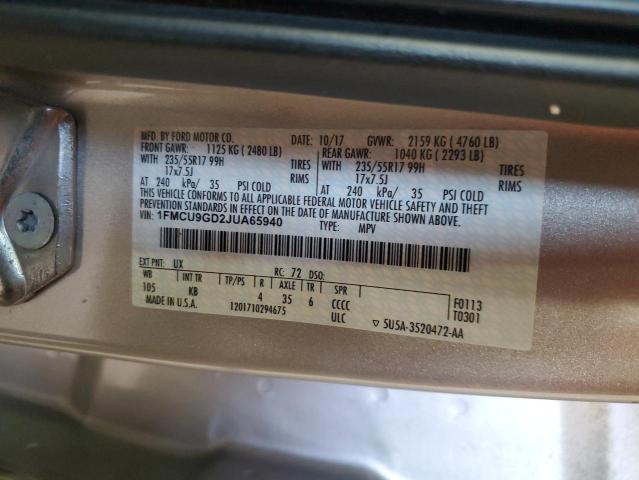 MFD. BY FORD MOTOR CO. DATE: 10/17 GVWR: 2159 KG ( 4760 LB)
FRONT GAWR: 1125 KG ( 2480 LB) REAR GAWR: 1040 KG ( 2293 LB)
WITH 235/55R17 99H TIRES WITH 235/55R17 99H TIRES
17x7.5J RIMS 17x7.5J RIMS
AT 240 kPa/ 35 PSI COLD AT 240 kPa/ 35 PSI COLD
THIS VEHICLE CONFORMS TO ALL APPLICABLE FEDERAL MOTOR VEHICLE SAFETY AND THEFT
PREVENTION STANDARDS IN EFFECT ON THE DATE OF MANUFACTURE SHOWN ABOVE.
VIN: 1FMCU9GD2JUA65940 TYPE: MPV
EXT PNT: UX RC: 72 DSO:
WB INT TR TP/PS R AXLE TR SPR
105 KB 4 35 6 CCCC F0113
MADE IN U.S.A. 1201710294675 ULC T0301
▽ 5U5A-3520472-AA